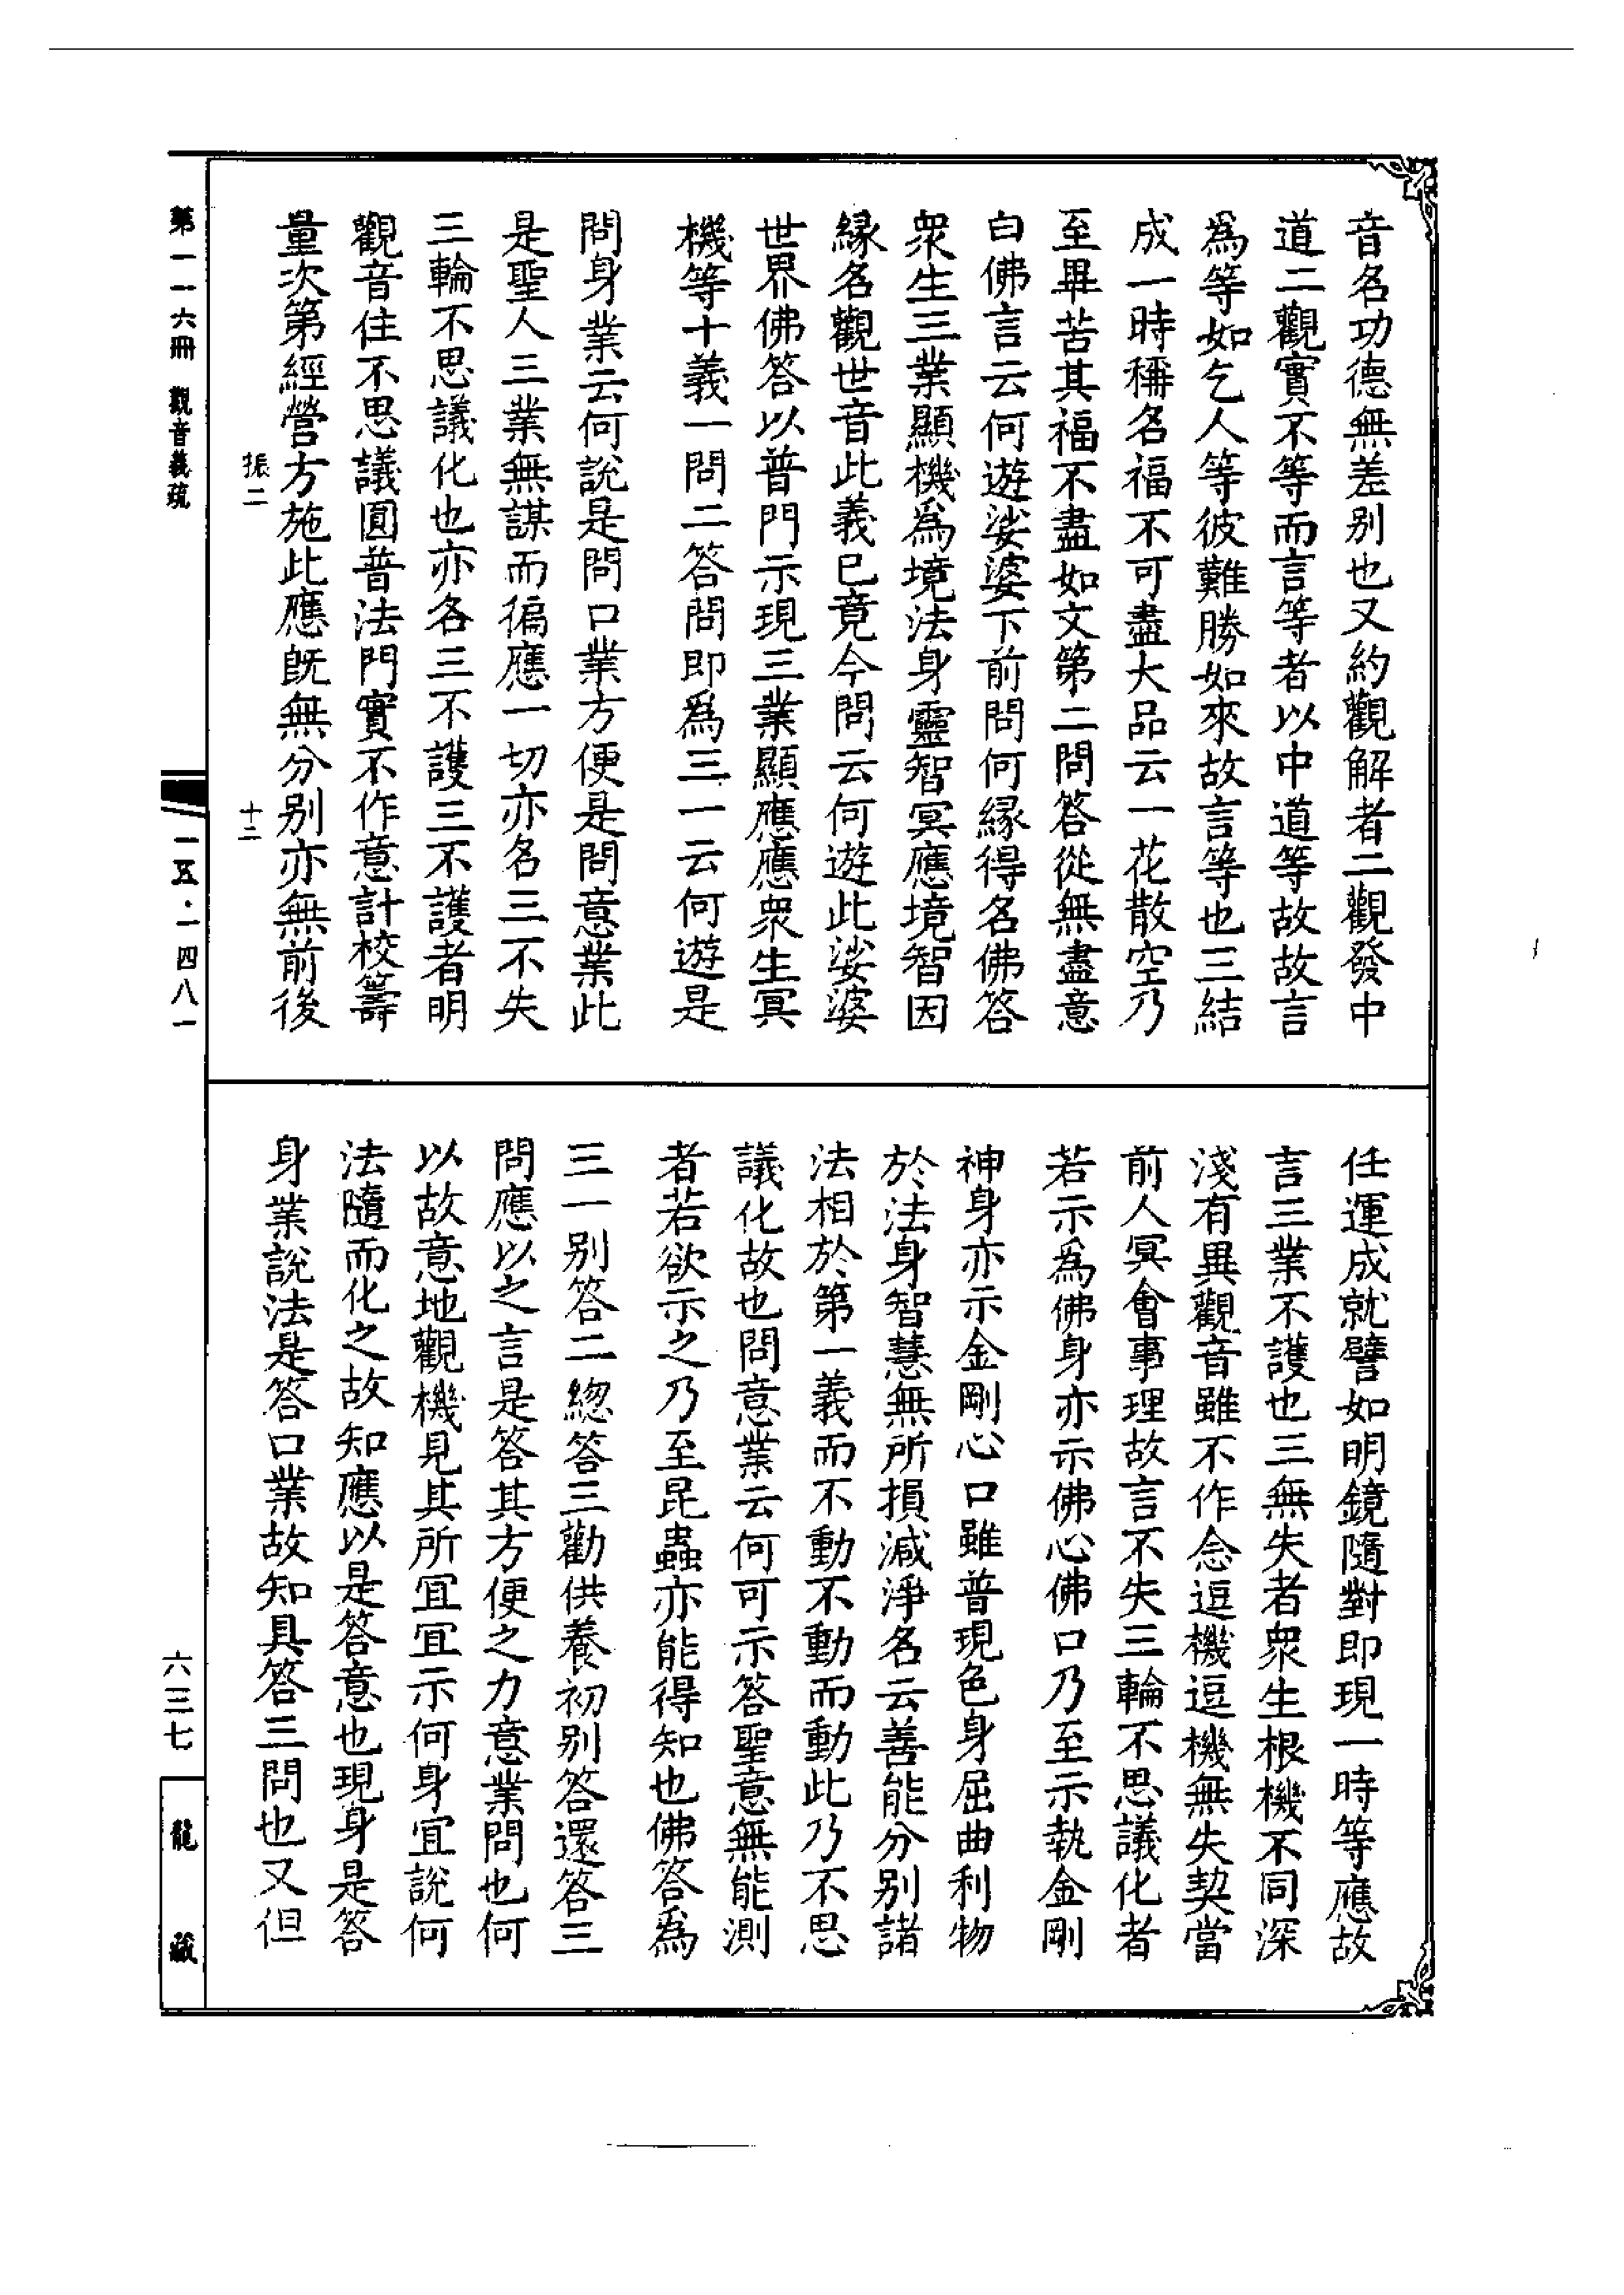 音名功德無差别也又約觀解者二觀發中
道二觀實不等而言等者以中道等故故言
爲等如乞人等彼難勝如來故言等也三結
成一時稱名福不可盡大品云一花散空乃
至畢苦其福不盡如文第二問答從無盡意
白佛言云何遊娑婆下前問何緣得名佛答
衆生三業顯機爲境法身靈智冥應境智因
緣名觀世音此義已竟今問云何遊此娑婆
世界佛答以普門示現三業顯應應衆生冥
機等十義一問二答問即爲三一云何遊是
問身業云何說是問口業方便是問意業此
是聖人三業無謀而徧應一切亦名三不失
三輪不思議化也亦各三不護三不護者明
觀音住不思議圓普法門實不作意計校籌
量次第經營方施此應旣無分别亦無前後
任運成就譬如明鏡隨對即現一時等應故
言三業不護也三無失者衆生根機不同深
淺有異觀音雖不作念逗機逗機無失契當
前人冥會事理故言不失三輪不思議化者
若示爲佛身亦示佛心佛口乃至示執金剛
神身亦示金剛心口雖普現色身屈曲利物
於法身智慧無所損減淨名云善能分别諸
法相於第一義而不動不動而動此乃不思
議化故也問意業云何可示答聖意無能測
者若欲示之乃至昆蟲亦能得知也佛答爲
三一别答二總答三勸供養初别答還答三
問應以之言是答其方便之力意業問也何
以故意地觀機見其所宜宜示何身宜說何
法隨而化之故知應以是答意也現身是答
身業說法是答口業故知具答三問也又但
振二
十二
第一一六冊 觀音義疏
一五·一四八一
六三七
龍藏